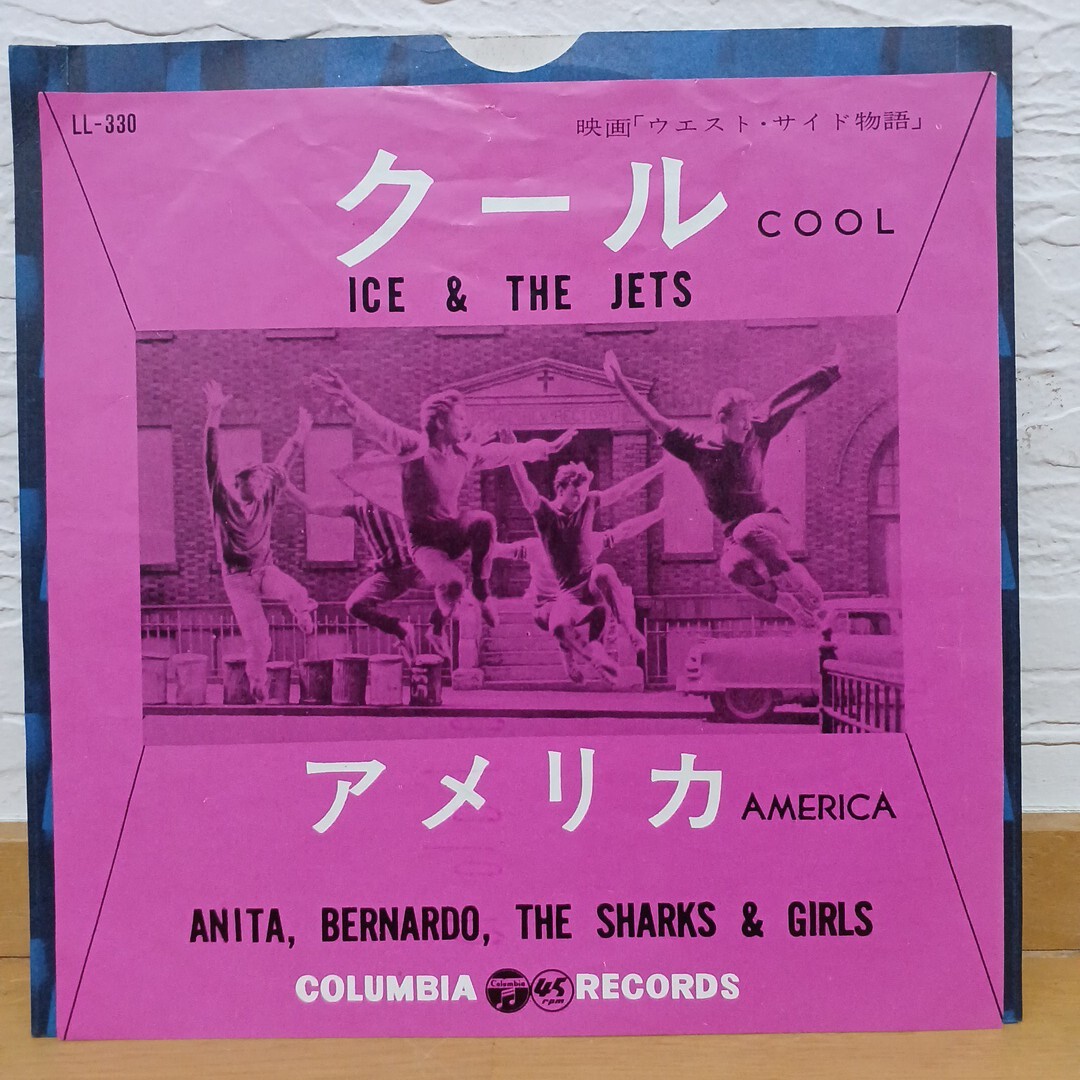 LL-330
映画「ウエスト・サイド物語」
クール COOL
ICE & THE JETS
アメリカ AMERICA
ANITA, BERNARDO, THE SHARKS & GIRLS
COLUMBIA Columbia 45 rpm RECORDS